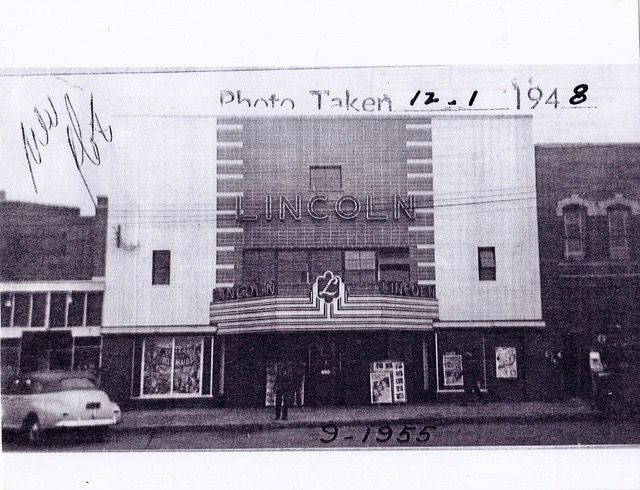 Photo Taken 12-1 1948
LINCOLN
LINCOLN L LINCOLN
9-1955